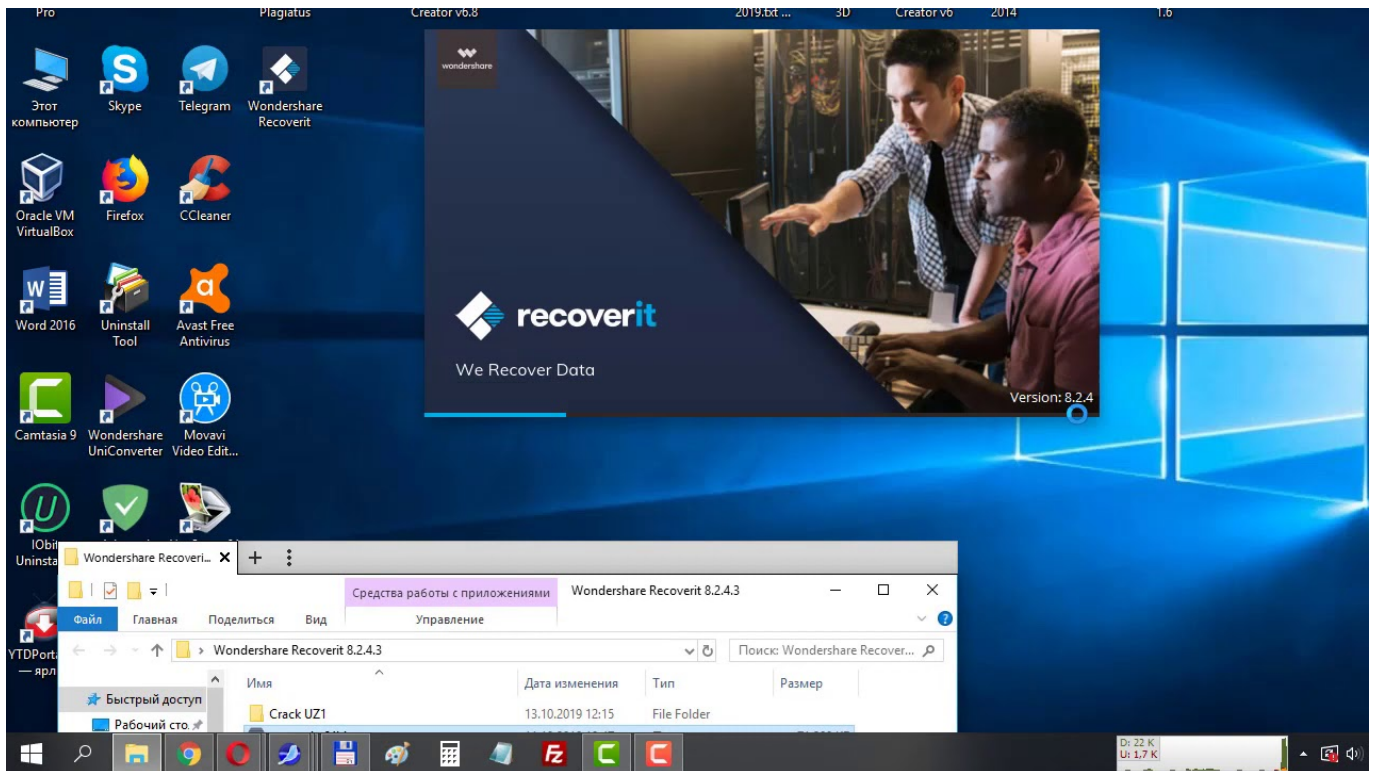 Pro
Plagiatus
Creator v6.8
2019.txt ...
3D
Creator v6
2014
1.6
wondershare
Этот
компьютер
Skype
Telegram
Wondershare
Recoverit
Oracle VM
VirtualBox
Firefox
CCleaner
recoverit
We Recover Data
Version: 8.2.4
Word 2016
Uninstall
Tool
Avast Free
Antivirus
Camtasia 9
Wondershare
UniConverter
Movavi
Video Edit...
IObit
Uninsta
Wondershare Recoveri...
Средства работы с приложениями
Wondershare Recoverit 8.2.4.3
Файл
Главная
Поделиться
Вид
Управление
YTDPorta
— ярл
Wondershare Recoverit 8.2.4.3
Поиск: Wondershare Recover...
Имя
Дата изменения
Тип
Размер
Быстрый доступ
Crack UZ1
13.10.2019 12:15
File Folder
Рабочий сто.
D: 22 K
U: 1,7 K